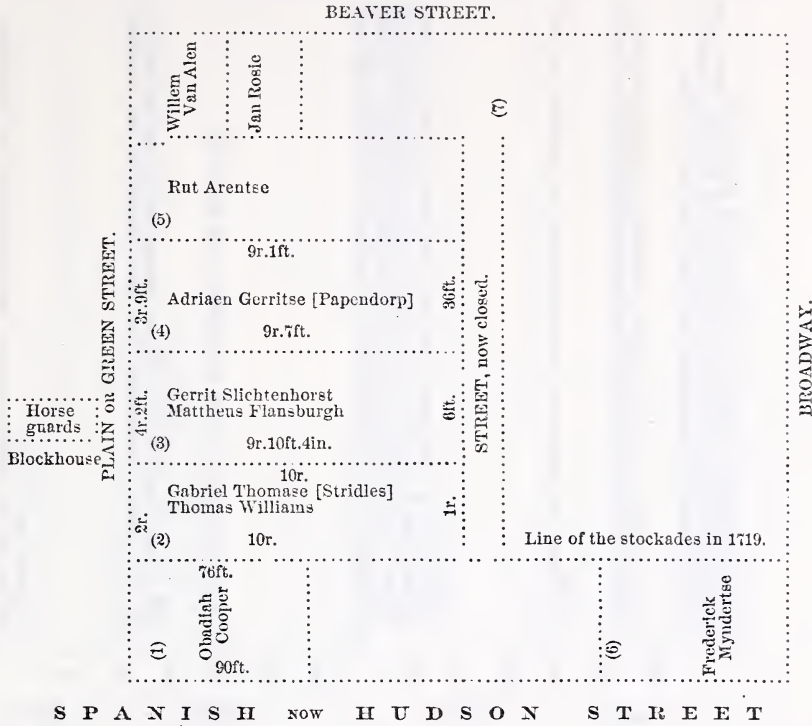 BEAVER STREET.
Willem
Van Alen
Jan Rosie
(7)
Rut Arentse
(5)
PLAIN OR GREEN STREET.
9r.1ft.
3r.9ft.
Adriaen Gerritse [Papendorp]
36ft.
(4)
9r.7ft.
STREET, now closed.
BROADWAY.
Horse
guards
Blockhouse
4r.2ft.
Gerrit Slichtenhorst
Mattheus Flansburgh
6ft.
(3)
9r.10ft.4in.
10r.
Gabriel Thomase [Stridles]
Thomas Williams
2r.
1r.
(2)
10r.
Line of the stockades in 1719.
76ft.
(1)
Obadiah
Cooper
90ft.
(6)
Frederick
Myndertse
SPANISH NOW HUDSON STREET